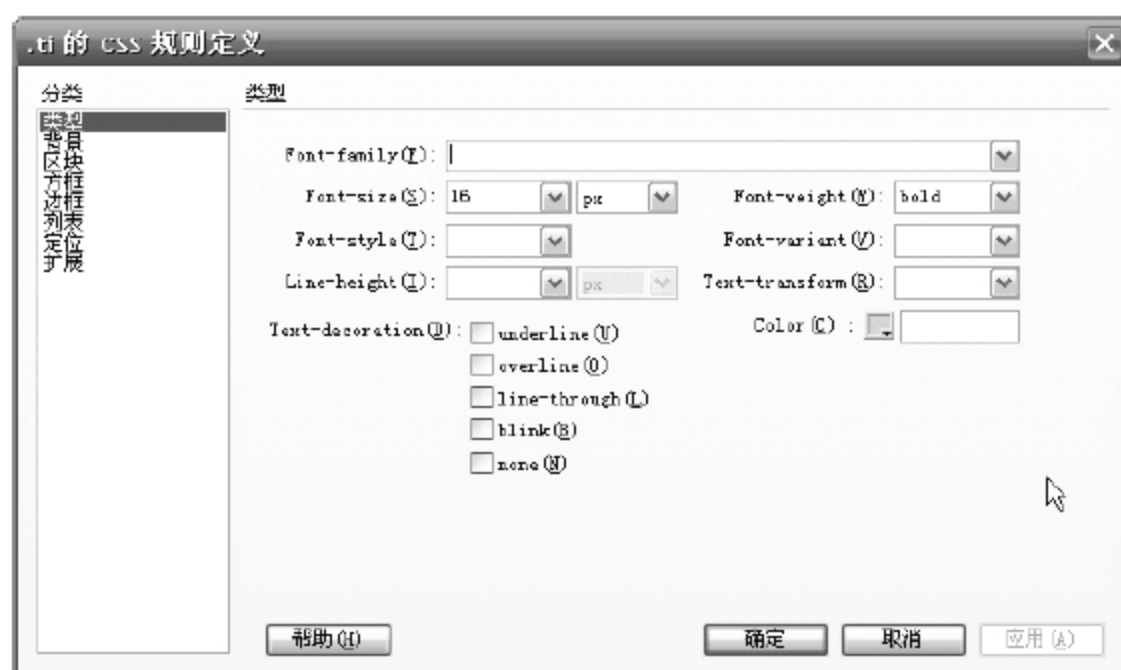 .ti 的 CSS 规则定义
分类
类型
背景
区块
方框
边框
列表
定位
扩展
类型
Font-family(F):
Font-size(S): 16 px Font-weight(W): bold
Font-style(T): Font-variant(V):
Line-height(I): px Text-transform(R):
Text-decoration(D): underline(U) Color(C) :
overline(O)
line-through(L)
blink(B)
none(N)
帮助(H) 确定 取消 应用(A)